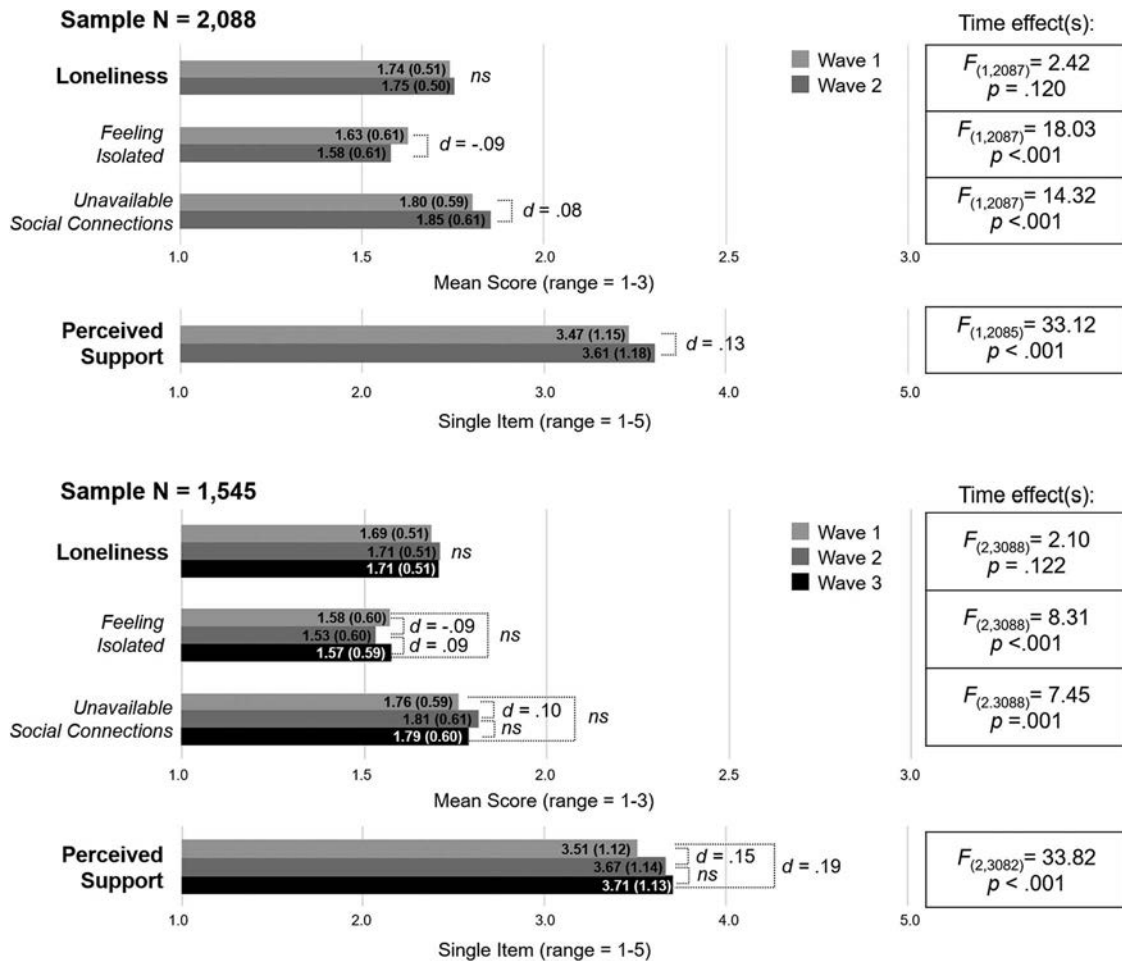 Sample N = 2,088
Time effect(s):
Wave 1
Wave 2
Loneliness
1.74 (0.51)
1.75 (0.50)
ns
F(1,2087)= 2.42
p = .120
Feeling
Isolated
1.63 (0.61)
1.58 (0.61)
d = -.09
F(1,2087)= 18.03
p <.001
Unavailable
Social Connections
1.80 (0.59)
1.85 (0.61)
d = .08
F(1,2087)= 14.32
p <.001
1.0 1.5 2.0 2.5 3.0
Mean Score (range = 1-3)
Perceived
Support
3.47 (1.15)
3.61 (1.18)
d = .13
F(1,2085)= 33.12
p < .001
1.0 2.0 3.0 4.0 5.0
Single Item (range = 1-5)
Sample N = 1,545
Time effect(s):
Wave 1
Wave 2
Wave 3
Loneliness
1.69 (0.51)
1.71 (0.51)
1.71 (0.51)
ns
F(2,3088)= 2.10
p = .122
Feeling
Isolated
1.58 (0.60)
1.53 (0.60)
1.57 (0.59)
d = -.09
d = .09
ns
F(2,3088)= 8.31
p <.001
Unavailable
Social Connections
1.76 (0.59)
1.81 (0.61)
1.79 (0.60)
d = .10
ns
ns
F(2.3088)= 7.45
p =.001
1.0 1.5 2.0 2.5 3.0
Mean Score (range = 1-3)
Perceived
Support
3.51 (1.12)
3.67 (1.14)
3.71 (1.13)
d = .15
ns
d = .19
F(2,3082)= 33.82
p < .001
1.0 2.0 3.0 4.0 5.0
Single Item (range = 1-5)